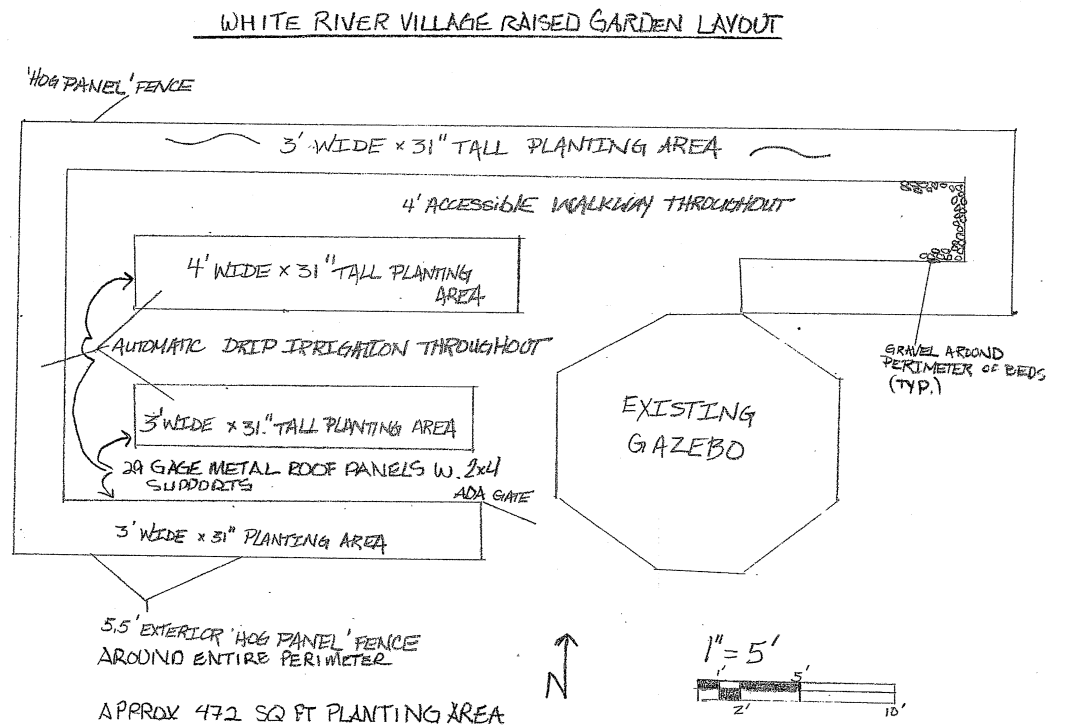 WHITE RIVER VILLAGE RAISED GARDEN LAYOUT
'HOG PANEL' FENCE
3' WIDE x 31" TALL PLANTING AREA
4' ACCESSIBLE WALKWAY THROUGHOUT
4' WIDE x 31" TALL PLANTING
AREA
AUTOMATIC DRIP IRRIGATION THROUGHOUT
GRAVEL AROUND
PERIMETER OF BEDS
(TYP.)
3' WIDE x 31." TALL PLANTING AREA
EXISTING
GAZEBO
29 GAGE METAL ROOF PANELS W. 2x4
SUPPORTS
ADA GATE
3' WIDE x 31" PLANTING AREA
5.5' EXTERIOR 'HOG PANEL' FENCE
AROUND ENTIRE PERIMETER
APPROX 472 SQ FT PLANTING AREA
N
1" = 5'
1' 5'
2' 10'